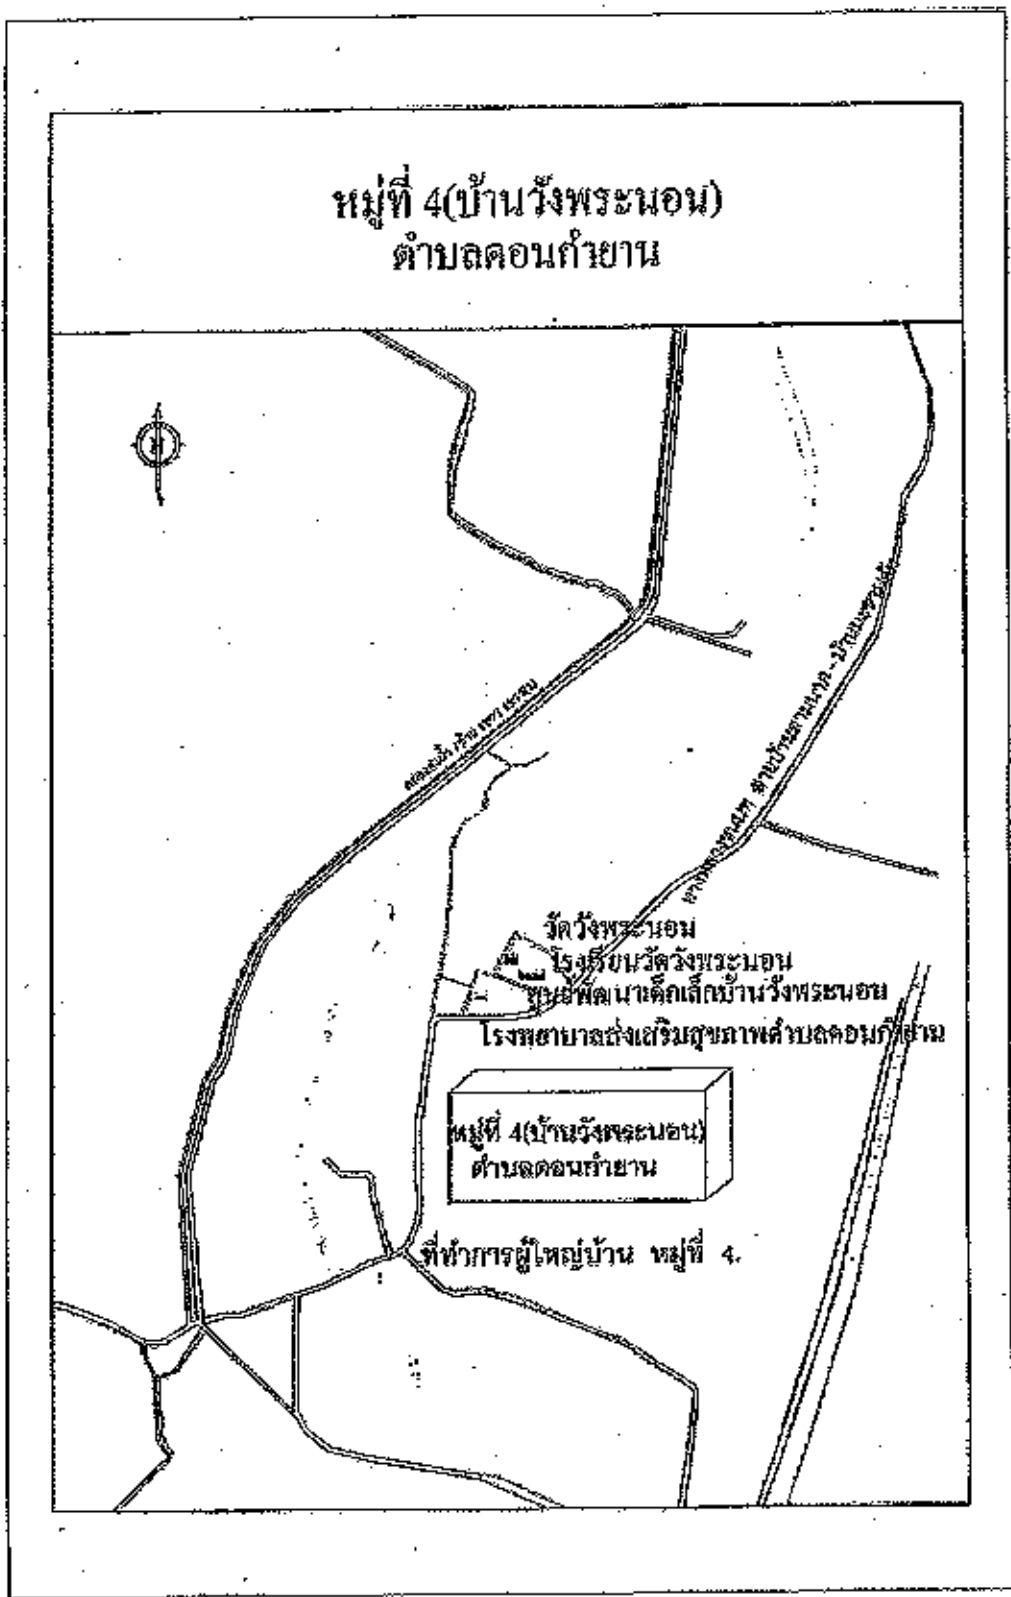 หมู่ที่ 4(บ้านวังพระนอน)
ตำบลดอนกำยาน
วัดวังพระนอน
โรงเรียนวัดวังพระนอน
ศูนย์พัฒนาเด็กเล็กบ้านวังพระนอน
โรงพยาบาลส่งเสริมสุขภาพตำบลดอนกำยาน
หมู่ที่ 4(บ้านวังพระนอน)
ตำบลดอนกำยาน
ที่ทำการผู้ใหญ่บ้าน หมู่ที่ 4.